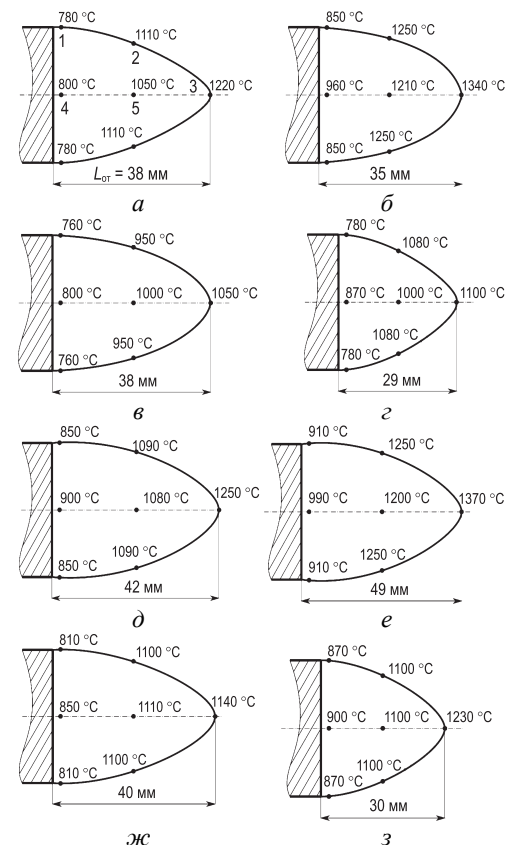 780 °C
1
1110 °C
2
800 °C
4
1050 °C
5
3
1220 °C
780 °C
1110 °C
Lот = 38 мм
а
850 °C
1250 °C
960 °C
1210 °C
1340 °C
850 °C
1250 °C
35 мм
б
760 °C
950 °C
800 °C
1000 °C
1050 °C
760 °C
950 °C
38 мм
в
780 °C
1080 °C
870 °C
1000 °C
1100 °C
780 °C
1080 °C
29 мм
г
850 °C
1090 °C
900 °C
1080 °C
1250 °C
850 °C
1090 °C
42 мм
д
910 °C
1250 °C
990 °C
1200 °C
1370 °C
910 °C
1250 °C
49 мм
е
810 °C
1100 °C
850 °C
1110 °C
1140 °C
810 °C
1100 °C
40 мм
ж
870 °C
1100 °C
900 °C
1100 °C
1230 °C
870 °C
1100 °C
30 мм
з